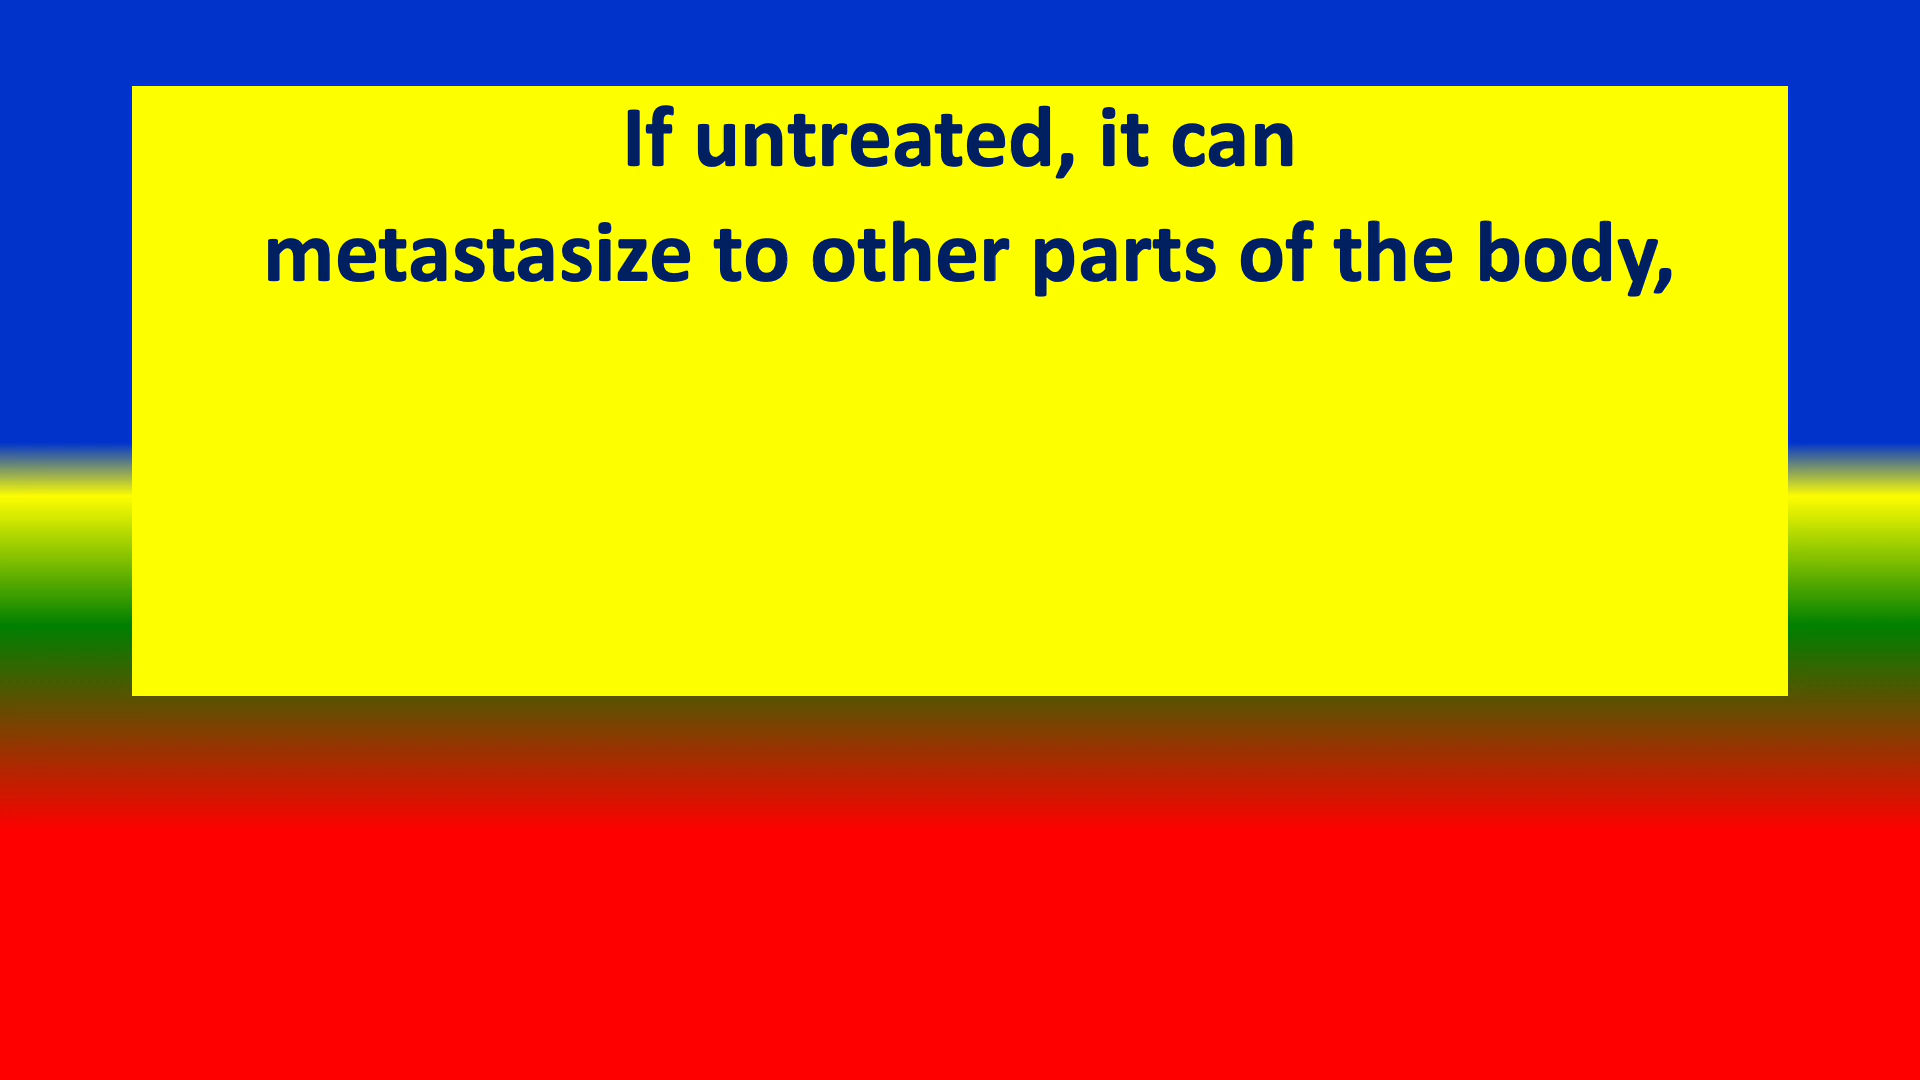 If untreated, it can
metastasize to other parts of the body,